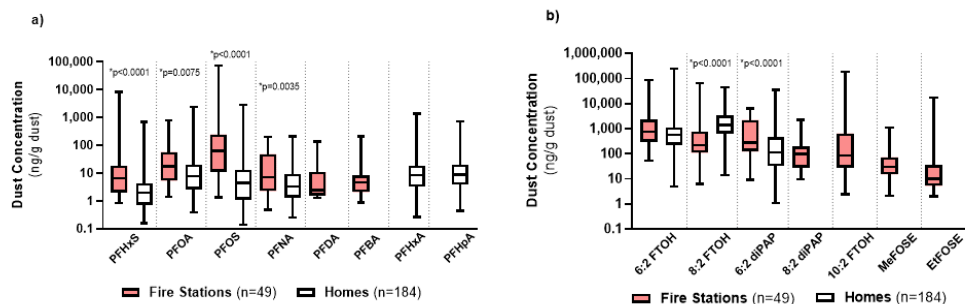 a)
*p<0.0001
*p=0.0075
*p<0.0001
*p=0.0035
Dust Concentration
(ng/g dust)
100,000
10,000
1,000
100
10
1
0.1
PFHxS
PFOA
PFOS
PFNA
PFDA
PFBA
PFHxA
PFHpA
Fire Stations (n=49) Homes (n=184)
b)
*p<0.0001
*p<0.0001
Dust Concentration
(ng/g dust)
1,000,000
100,000
10,000
1,000
100
10
1
0.1
6:2 FTOH
8:2 FTOH
6:2 diPAP
8:2 diPAP
10:2 FTOH
MeFOSE
EtFOSE
Fire Stations (n=49) Homes (n=184)